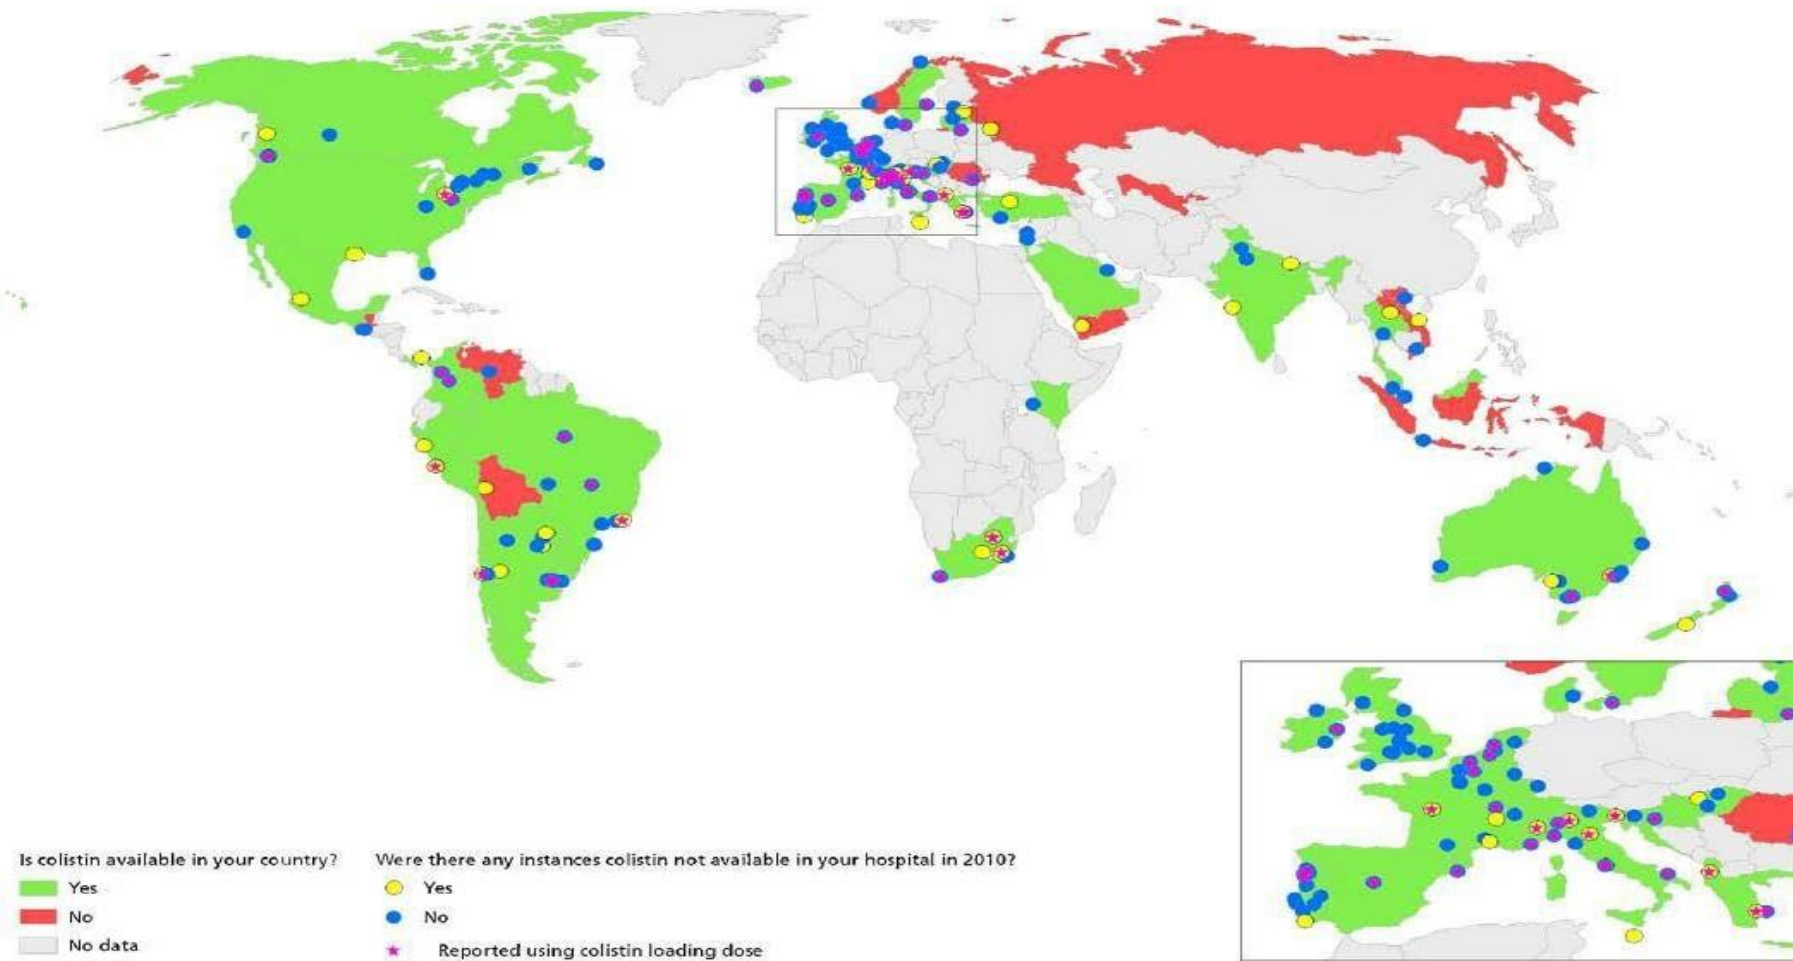 Is colistin available in your country?
Yes
No
No data
Were there any instances colistin not available in your hospital in 2010?
Yes
No
Reported using colistin loading dose